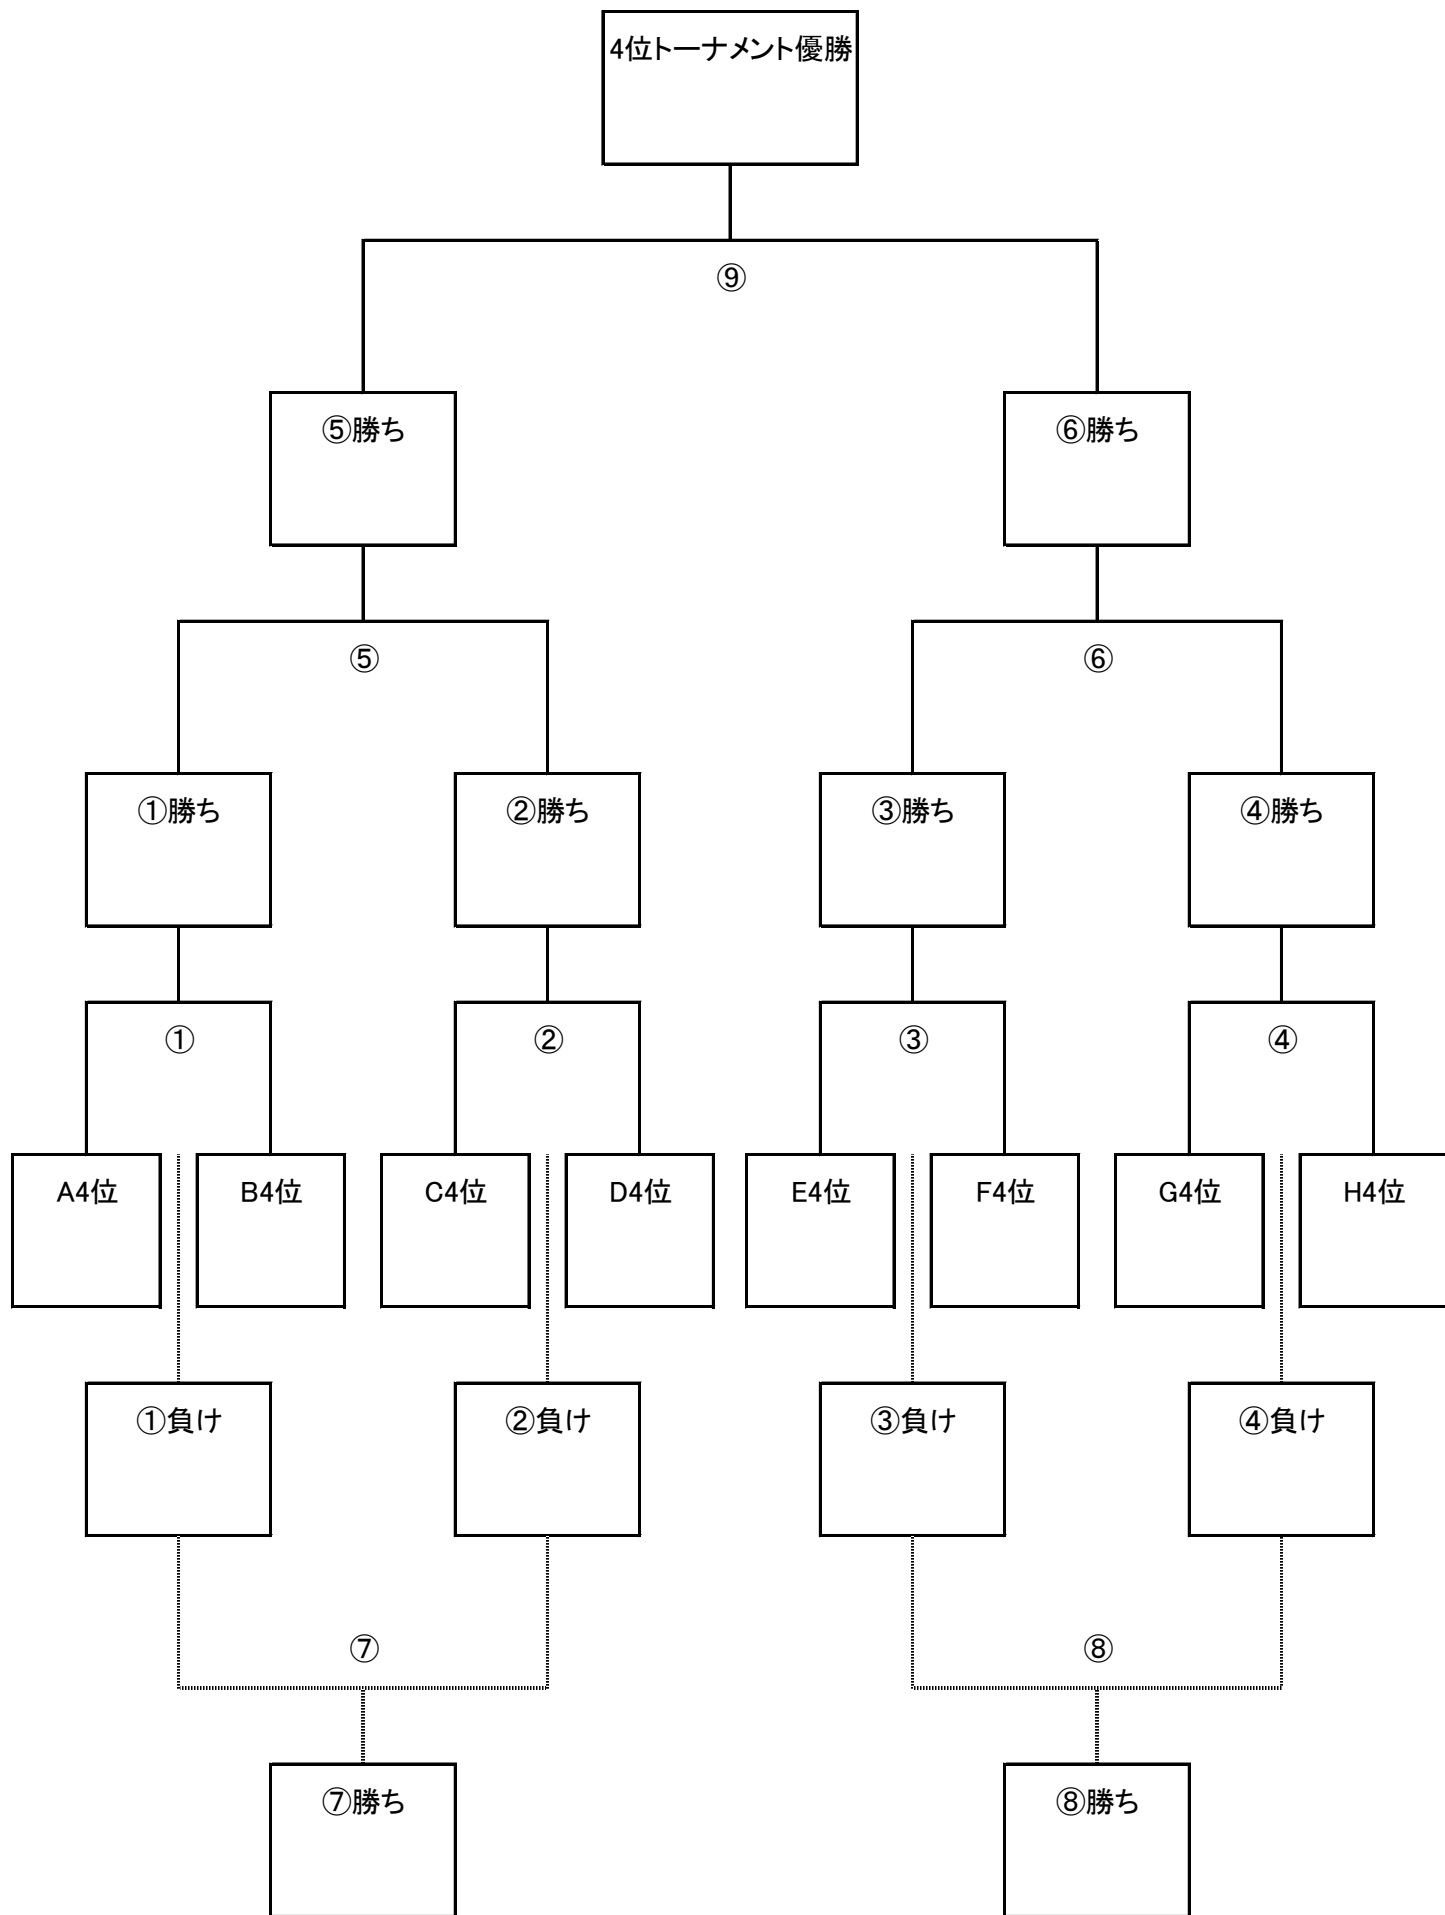 4位トーナメント優勝
⑨
⑤勝ち
⑥勝ち
⑤
⑥
①勝ち
②勝ち
③勝ち
④勝ち
①
②
③
④
A4位
B4位
C4位
D4位
E4位
F4位
G4位
H4位
①負け
②負け
③負け
④負け
⑦
⑧
⑦勝ち
⑧勝ち